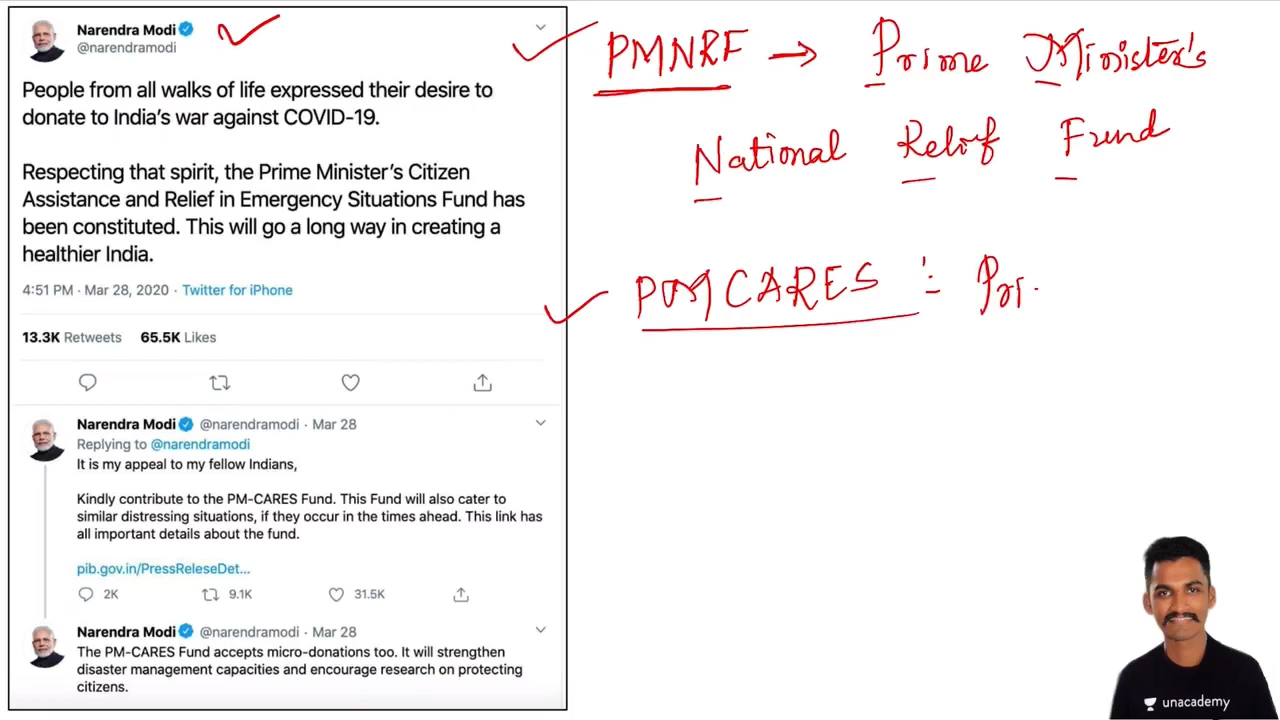 Narendra Modi
@narendramodi
People from all walks of life expressed their desire to
donate to India's war against COVID-19.
Respecting that spirit, the Prime Minister's Citizen
Assistance and Relief in Emergency Situations Fund has
been constituted. This will go a long way in creating a
healthier India.
4:51 PM · Mar 28, 2020 · Twitter for iPhone
13.3K Retweets 65.5K Likes
Narendra Modi @narendramodi · Mar 28
Replying to @narendramodi
It is my appeal to my fellow Indians,
Kindly contribute to the PM-CARES Fund. This Fund will also cater to
similar distressing situations, if they occur in the times ahead. This link has
all important details about the fund.
pib.gov.in/PressReleseDet...
2K 9.1K 31.5K
Narendra Modi @narendramodi · Mar 28
The PM-CARES Fund accepts micro-donations too. It will strengthen
disaster management capacities and encourage research on protecting
citizens.
PMNRF → Prime Minister's
National Relief Fund
PM CARES :- Pri
unacademy